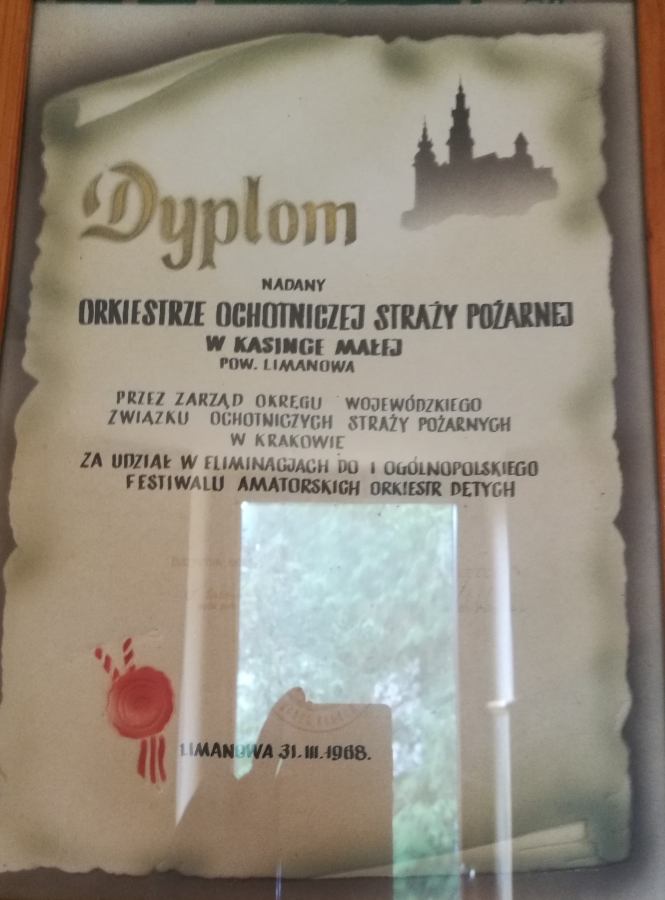 Dyplom
NADANY
ORKIESTRZE OCHOTNICZEJ STRAŻY POŻARNEJ
W KASINCE MAŁEJ
POW. LIMANOWA
PRZEZ ZARZĄD OKRĘGU WOJEWÓDZKIEGO
ZWIĄZKU OCHOTNICZYCH STRAŻY POŻARNYCH
W KRAKOWIE
ZA UDZIAŁ W ELIMINACJACH DO I OGÓLNOPOLSKIEGO
FESTIWALU AMATORSKICH ORKIESTR DĘTYCH
LIMANOWA 31.III.1968.